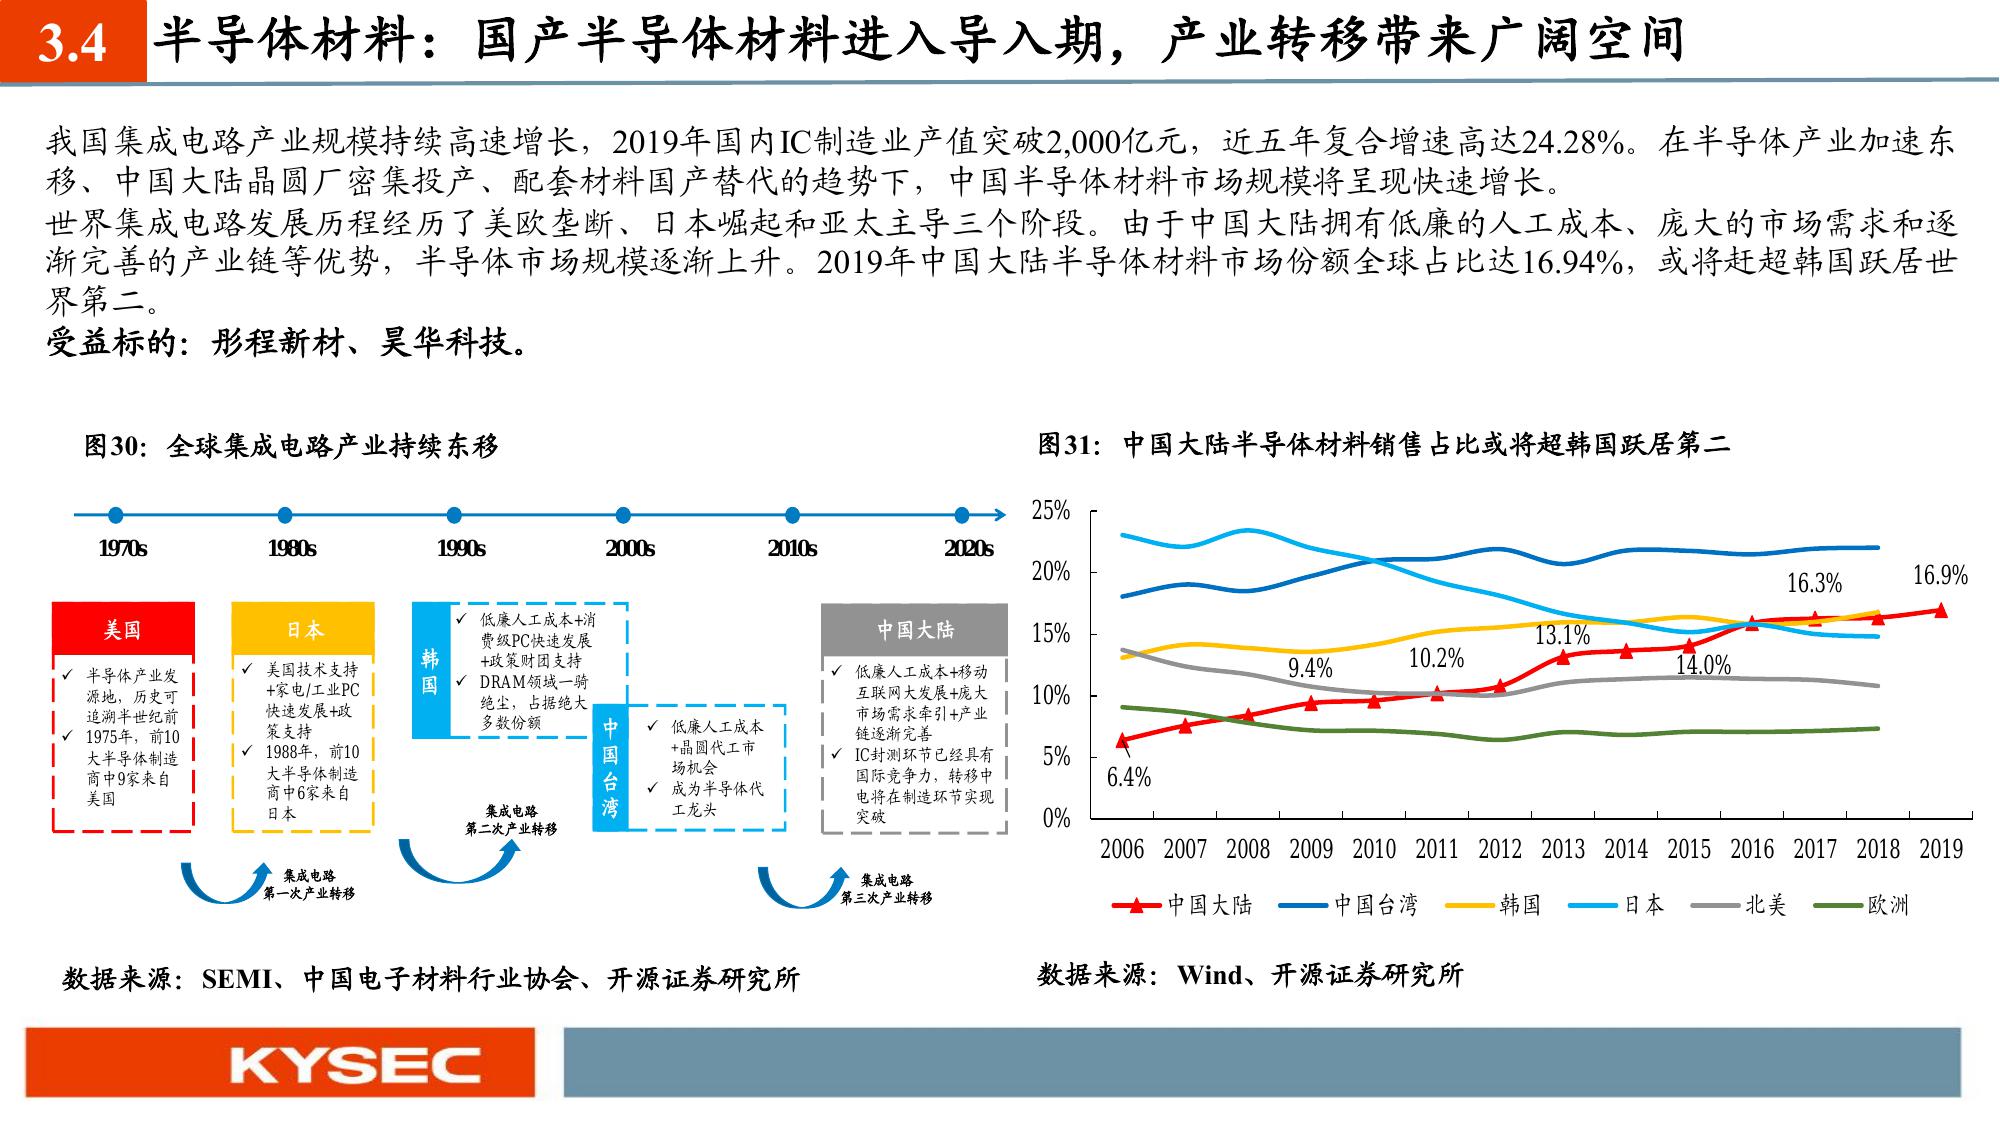 3.4 半导体材料：国产半导体材料进入导入期，产业转移带来广阔空间
我国集成电路产业规模持续高速增长，2019年国内IC制造业产值突破2,000亿元，近五年复合增速高达24.28%。在半导体产业加速东
移、中国大陆晶圆厂密集投产、配套材料国产替代的趋势下，中国半导体材料市场规模将呈现快速增长。
世界集成电路发展历程经历了美欧垄断、日本崛起和亚太主导三个阶段。由于中国大陆拥有低廉的人工成本、庞大的市场需求和逐
渐完善的产业链等优势，半导体市场规模逐渐上升。2019年中国大陆半导体材料市场份额全球占比达16.94%，或将赶超韩国跃居世
界第二。
受益标的：彤程新材、昊华科技。
图30：全球集成电路产业持续东移
1970s 1980s 1990s 2000s 2010s 2020s
美国
✓ 半导体产业发
源地，历史可
追溯半世纪前
✓ 1975年，前10
大半导体制造
商中9家来自
美国
日本
✓ 美国技术支持
+家电/工业PC
快速发展+政
策支持
✓ 1988年，前10
大半导体制造
商中6家来自
日本
韩
国
✓ 低廉人工成本+消
费级PC快速发展
+政策财团支持
✓ DRAM领域一骑
绝尘，占据绝大
多数份额
中
国
台
湾
✓ 低廉人工成本
+晶圆代工市
场机会
✓ 成为半导体代
工龙头
中国大陆
✓ 低廉人工成本+移动
互联网大发展+庞大
市场需求牵引+产业
链逐渐完善
✓ IC封测环节已经具有
国际竞争力，转移中
电将在制造环节实现
突破
集成电路
第一次产业转移
集成电路
第二次产业转移
集成电路
第三次产业转移
数据来源：SEMI、中国电子材料行业协会、开源证券研究所
图31：中国大陆半导体材料销售占比或将超韩国跃居第二
25%
20%
15%
10%
5%
0%
6.4%
9.4%
10.2%
13.1%
14.0%
16.3%
16.9%
2006 2007 2008 2009 2010 2011 2012 2013 2014 2015 2016 2017 2018 2019
中国大陆 中国台湾 韩国 日本 北美 欧洲
数据来源：Wind、开源证券研究所
KYSEC